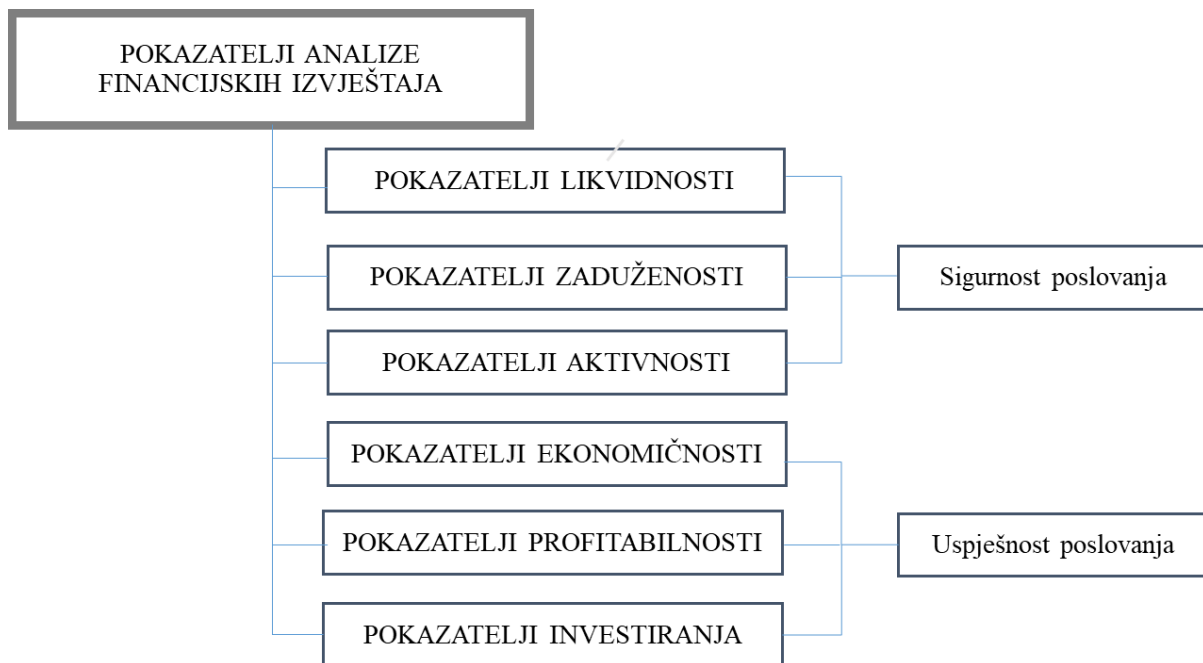 POKAZATELJI ANALIZE
FINANCIJSKIH IZVJEŠTAJA
POKAZATELJI LIKVIDNOSTI
POKAZATELJI ZADUŽENOSTI
POKAZATELJI AKTIVNOSTI
Sigurnost poslovanja
POKAZATELJI EKONOMIČNOSTI
POKAZATELJI PROFITABILNOSTI
POKAZATELJI INVESTIRANJA
Uspješnost poslovanja